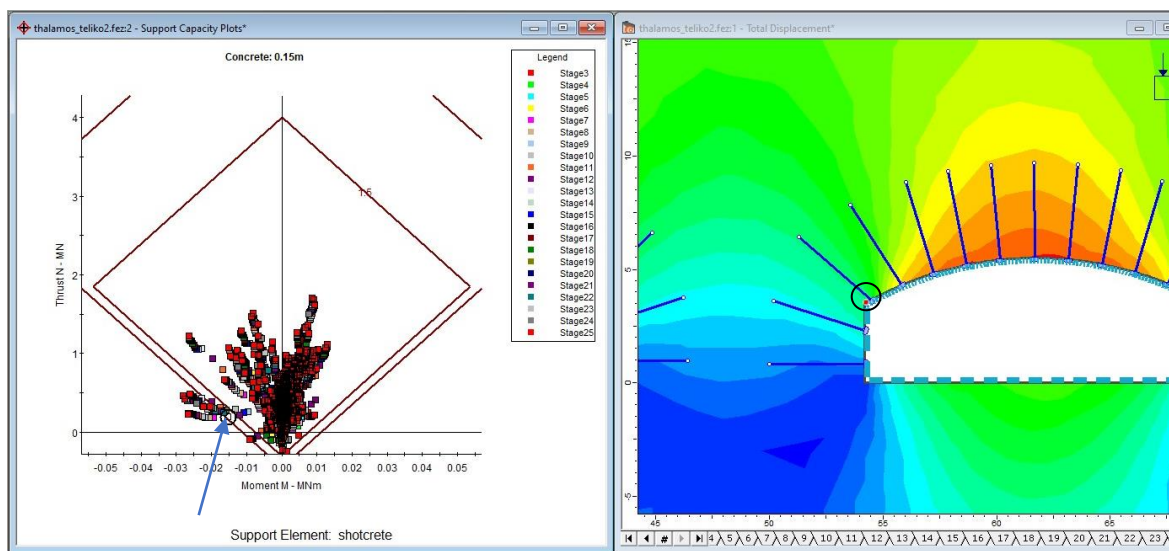 thalamos_teliko2.fez:2 - Support Capacity Plots*
Concrete: 0.15m
Legend
Stage3
Stage4
Stage5
Stage6
Stage7
Stage8
Stage9
Stage10
Stage11
Stage12
Stage13
Stage14
Stage15
Stage16
Stage17
Stage18
Stage19
Stage20
Stage21
Stage22
Stage23
Stage24
Stage25
1.5
Thrust N - MN
4
3
2
1
0
-0.05 -0.04 -0.03 -0.02 -0.01 0.00 0.01 0.02 0.03 0.04 0.05
Moment M - MNm
Support Element: shotcrete
thalamos_teliko2.fez:1 - Total Displacement*
15
10
5
0
-5
45 50 55 60 65
4 5 6 7 8 9 10 11 12 13 14 15 16 17 18 19 20 21 22 23